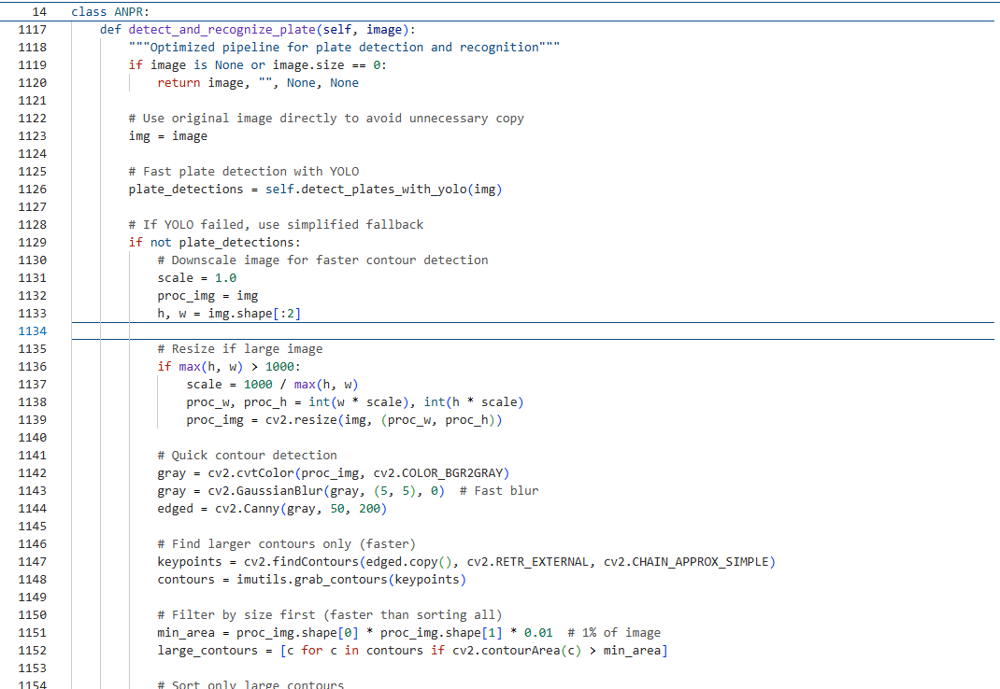 14 class ANPR:
1117 def detect_and_recognize_plate(self, image):
1118 """Optimized pipeline for plate detection and recognition"""
1119 if image is None or image.size == 0:
1120 return image, "", None, None
1121
1122 # Use original image directly to avoid unnecessary copy
1123 img = image
1124
1125 # Fast plate detection with YOLO
1126 plate_detections = self.detect_plates_with_yolo(img)
1127
1128 # If YOLO failed, use simplified fallback
1129 if not plate_detections:
1130 # Downscale image for faster contour detection
1131 scale = 1.0
1132 proc_img = img
1133 h, w = img.shape[:2]
1134
1135 # Resize if large image
1136 if max(h, w) > 1000:
1137 scale = 1000 / max(h, w)
1138 proc_w, proc_h = int(w * scale), int(h * scale)
1139 proc_img = cv2.resize(img, (proc_w, proc_h))
1140
1141 # Quick contour detection
1142 gray = cv2.cvtColor(proc_img, cv2.COLOR_BGR2GRAY)
1143 gray = cv2.GaussianBlur(gray, (5, 5), 0) # Fast blur
1144 edged = cv2.Canny(gray, 50, 200)
1145
1146 # Find larger contours only (faster)
1147 keypoints = cv2.findContours(edged.copy(), cv2.RETR_EXTERNAL, cv2.CHAIN_APPROX_SIMPLE)
1148 contours = imutils.grab_contours(keypoints)
1149
1150 # Filter by size first (faster than sorting all)
1151 min_area = proc_img.shape[0] * proc_img.shape[1] * 0.01 # 1% of image
1152 large_contours = [c for c in contours if cv2.contourArea(c) > min_area]
1153
1154 # Sort only large contours